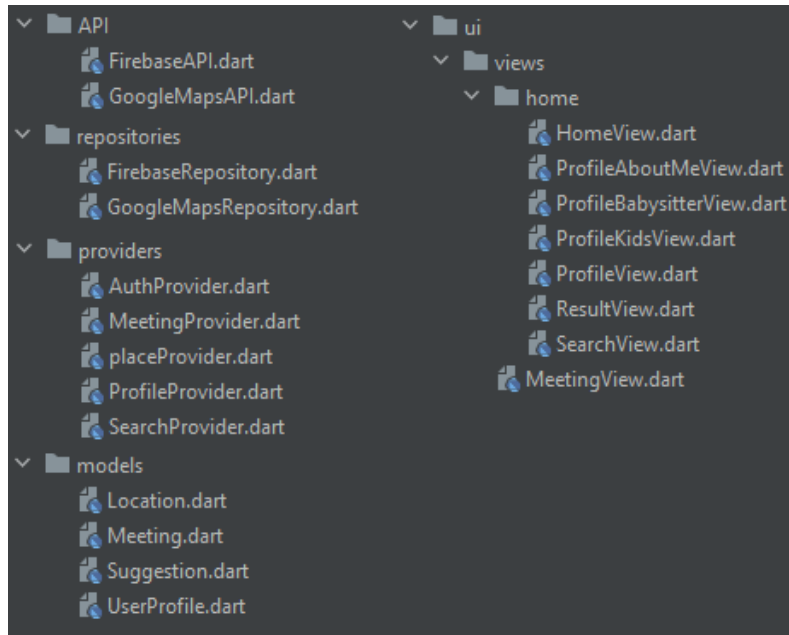 API
FirebaseAPI.dart
GoogleMapsAPI.dart
repositories
FirebaseRepository.dart
GoogleMapsRepository.dart
providers
AuthProvider.dart
MeetingProvider.dart
placeProvider.dart
ProfileProvider.dart
SearchProvider.dart
models
Location.dart
Meeting.dart
Suggestion.dart
UserProfile.dart
ui
views
home
HomeView.dart
ProfileAboutMeView.dart
ProfileBabysitterView.dart
ProfileKidsView.dart
ProfileView.dart
ResultView.dart
SearchView.dart
MeetingView.dart